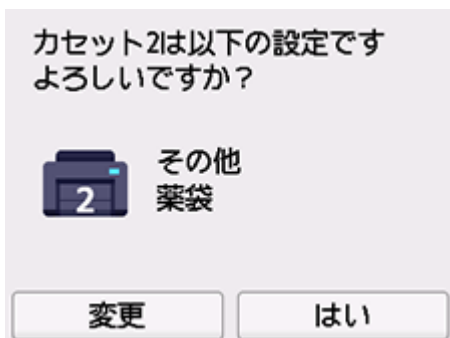 カセット2は以下の設定です
よろしいですか？
その他
2
薬袋
変更
はい